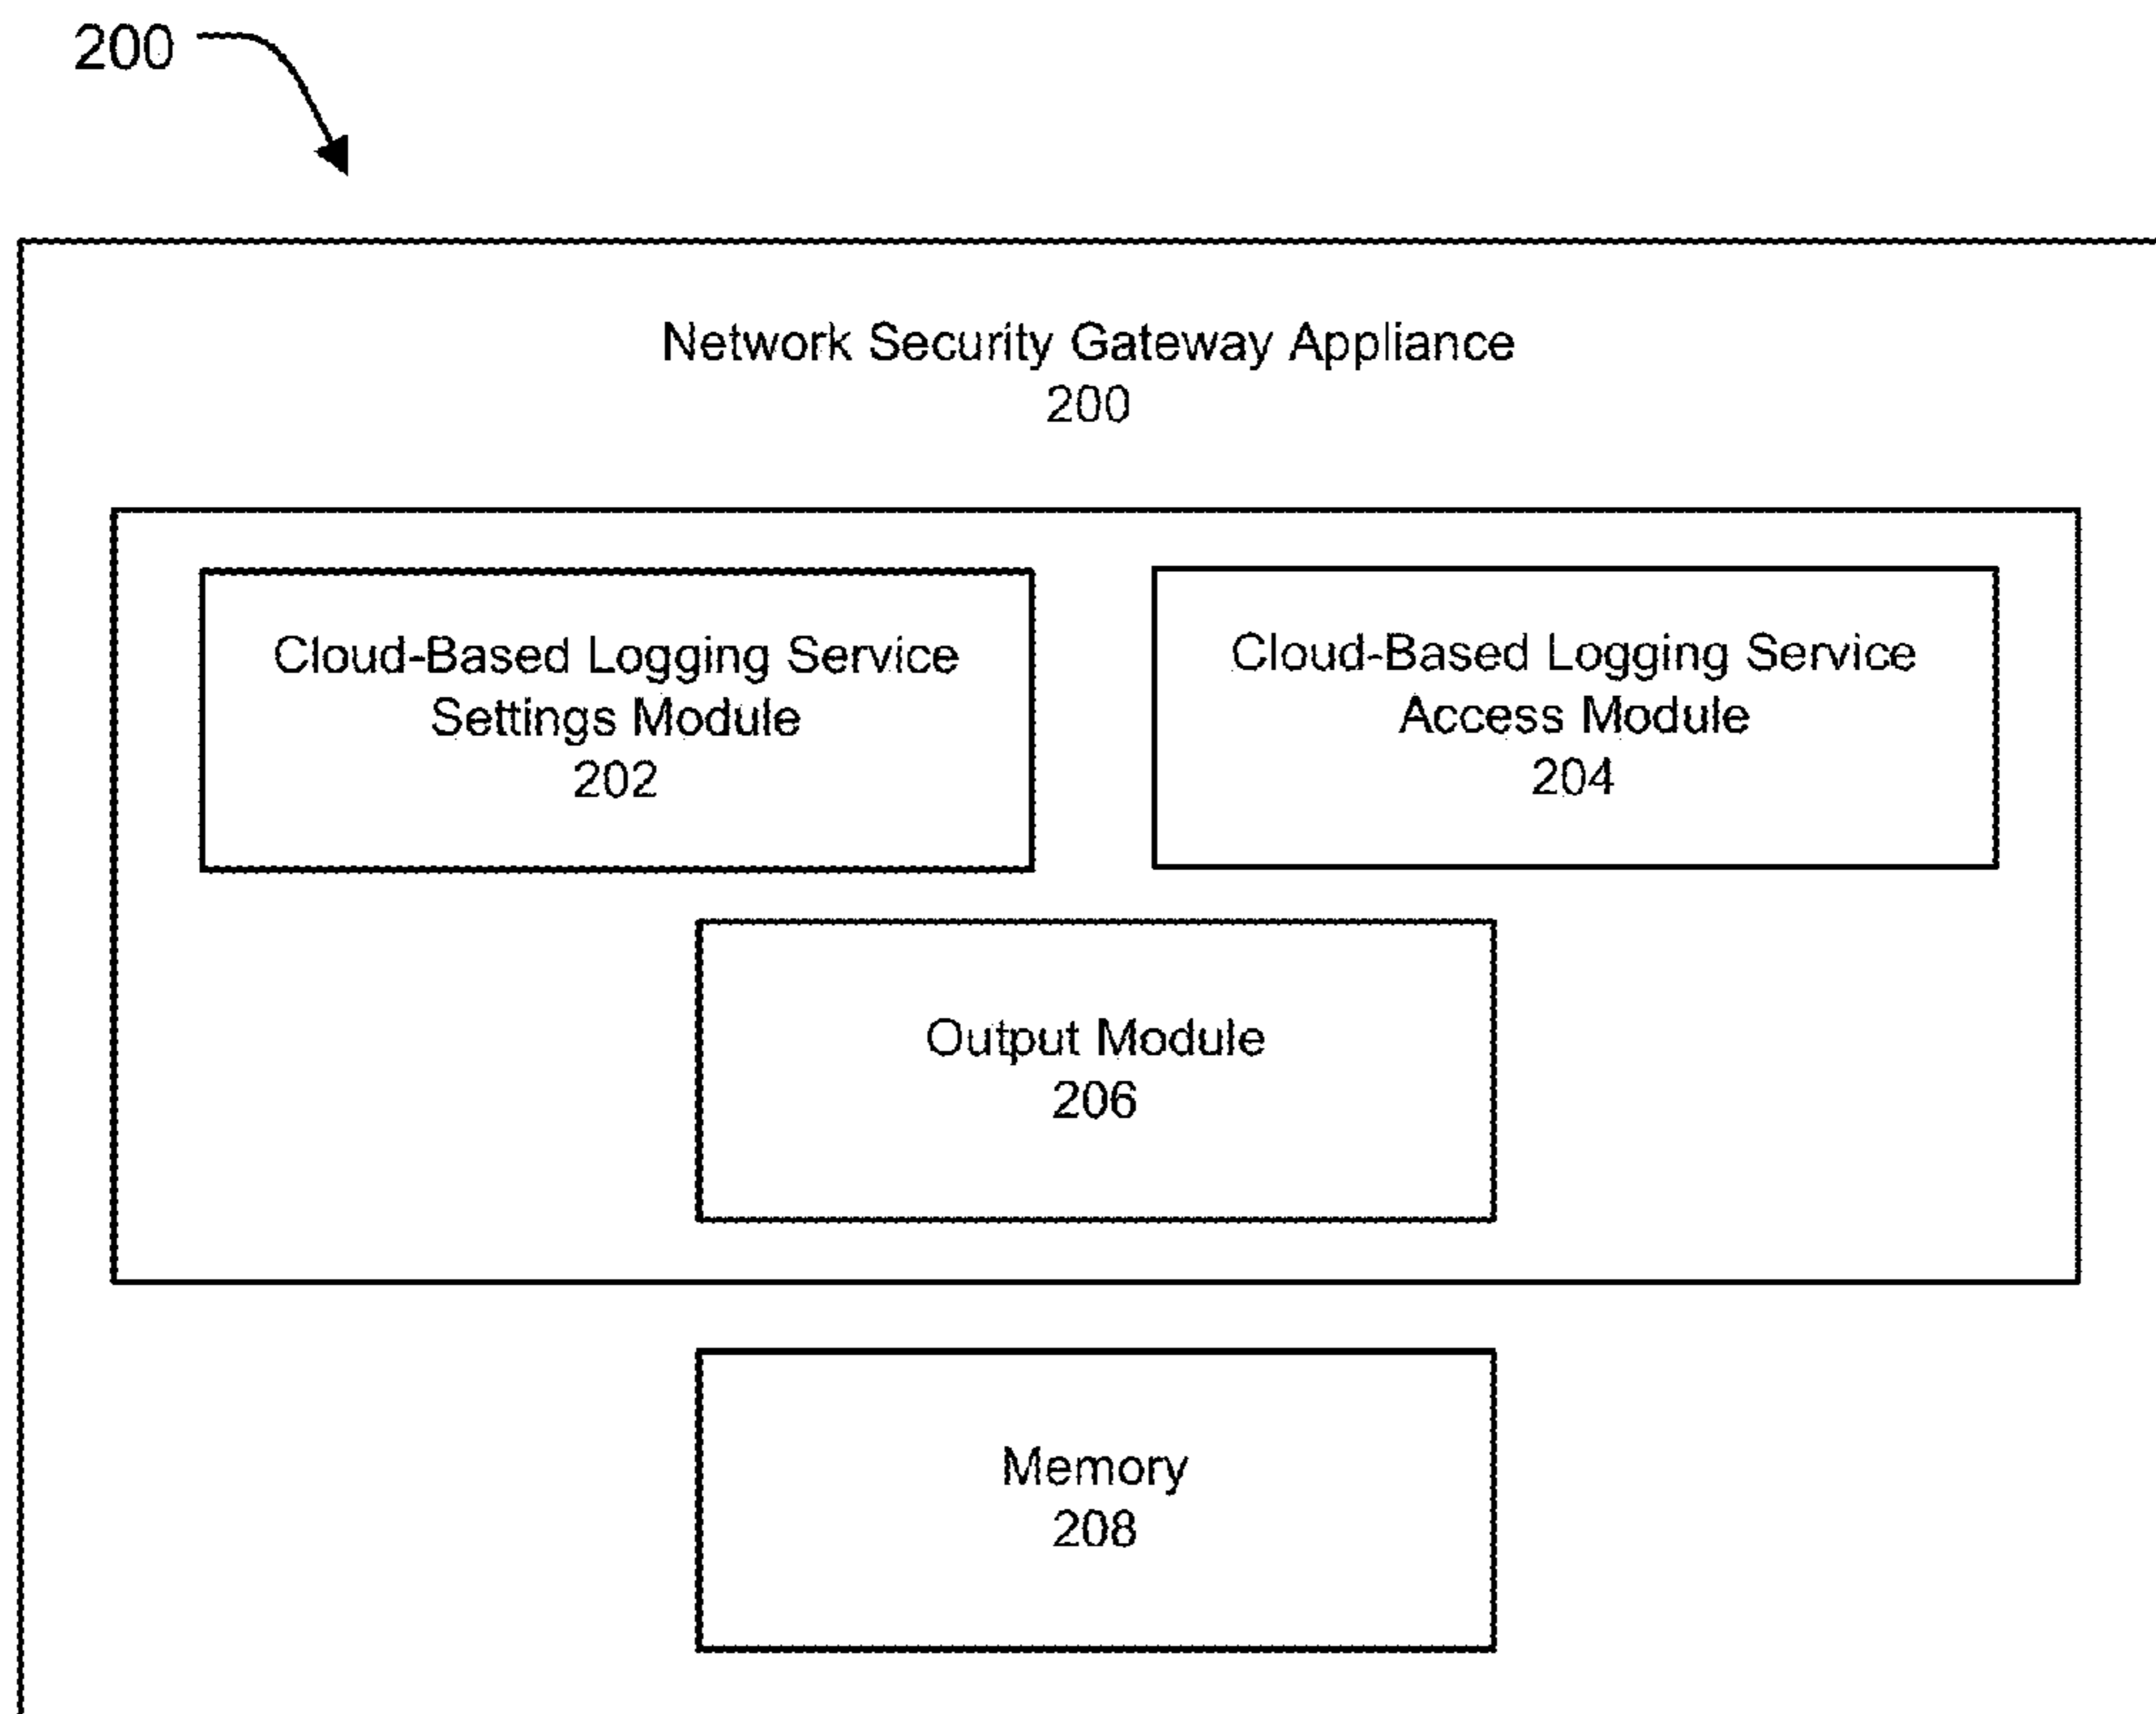 200
Network Security Gateway Appliance
200
Cloud-Based Logging Service
Settings Module
202
Cloud-Based Logging Service
Access Module
204
Output Module
206
Memory
208